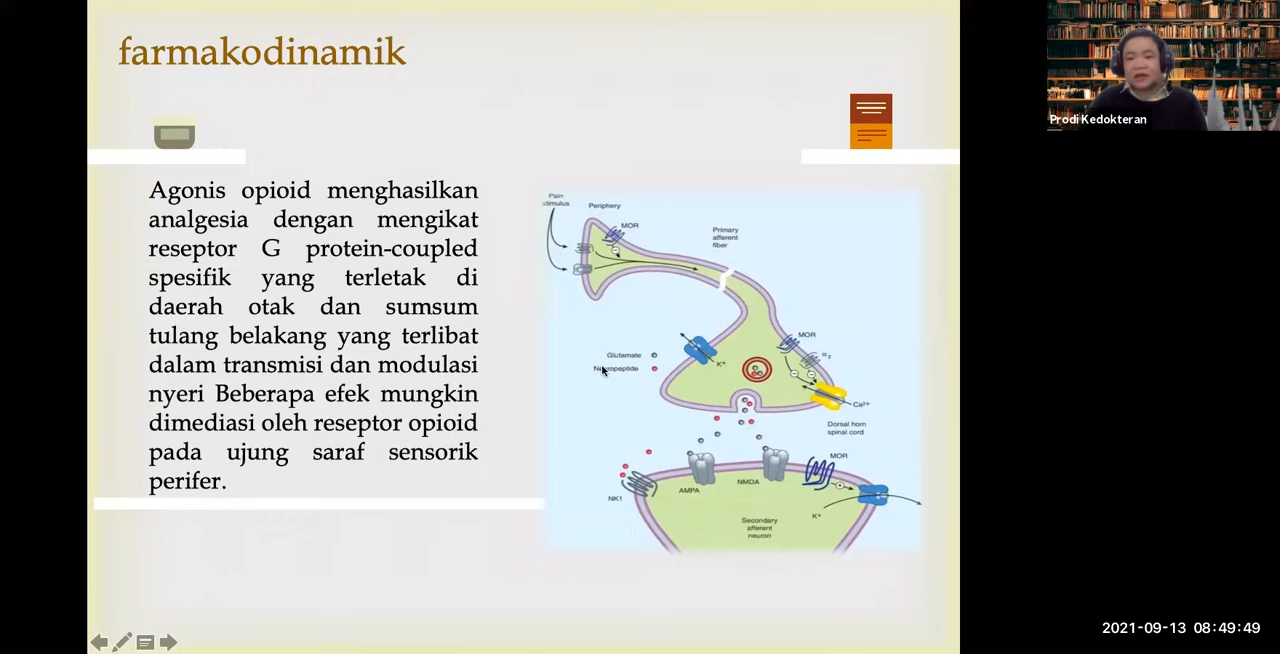 farmakodinamik
Agonis opioid menghasilkan
analgesia dengan mengikat
reseptor G protein-coupled
spesifik yang terletak di
daerah otak dan sumsum
tulang belakang yang terlibat
dalam transmisi dan modulasi
nyeri Beberapa efek mungkin
dimediasi oleh reseptor opioid
pada ujung saraf sensorik
perifer.
Pain
stimulus
Periphery
MOR
Primary
afferent
fiber
MOR
α2
Glutamate
K+
Ca2+
Dorsal horn
spinal cord
MOR
NK1
AMPA
NMDA
K+
Secondary
afferent
neuron
Prodi Kedokteran
2021-09-13 08:49:49